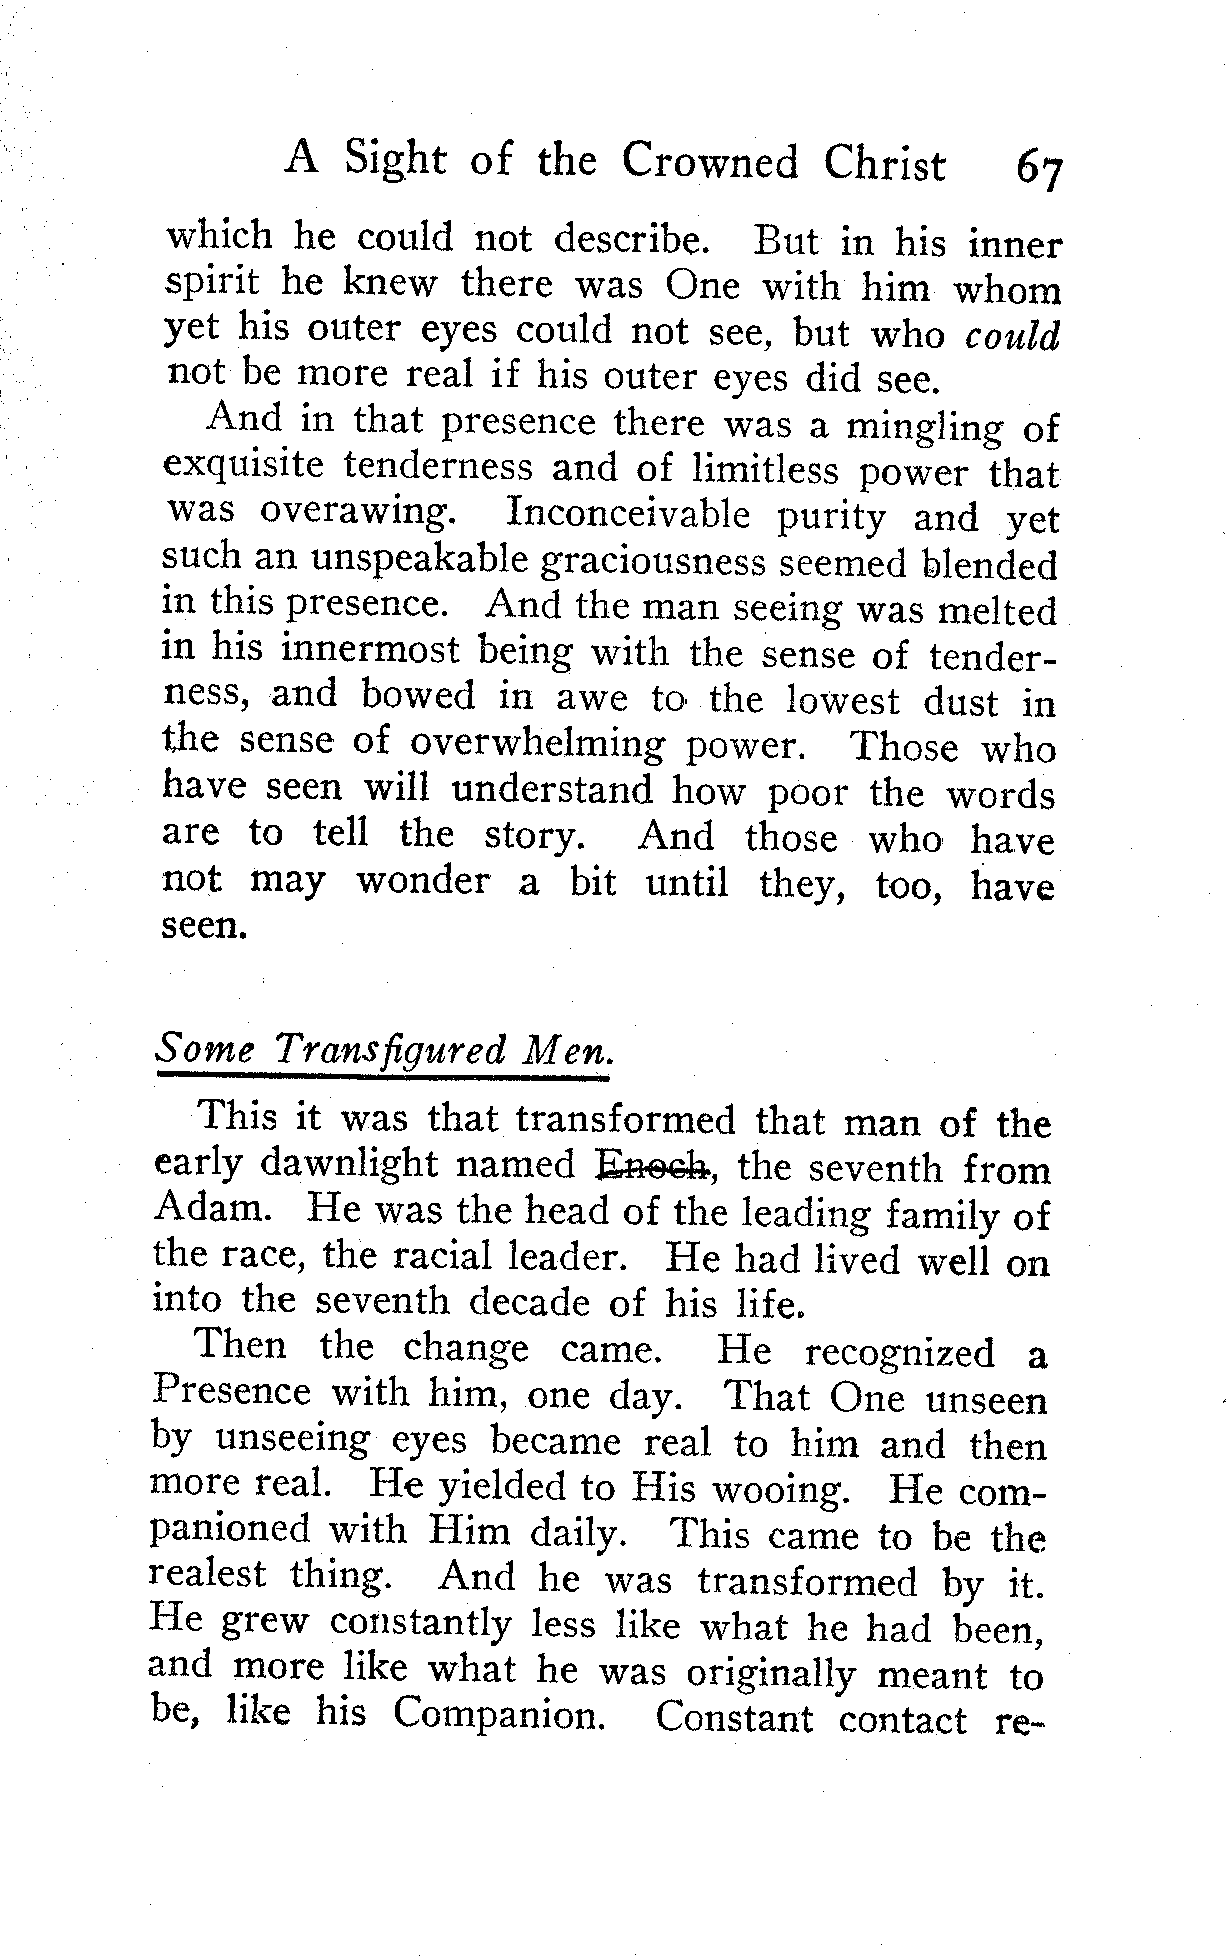 A Sight of the Crowned Christ 67
which he could not describe. But in his inner
spirit he knew there was One with him whom
yet his outer eyes could not see, but who could
not be more real if his outer eyes did see.
And in that presence there was a mingling of
exquisite tenderness and of limitless power that
was overawing. Inconceivable purity and yet
such an unspeakable graciousness seemed blended
in this presence. And the man seeing was melted
in his innermost being with the sense of tender-
ness, and bowed in awe to the lowest dust in
the sense of overwhelming power. Those who
have seen will understand how poor the words
are to tell the story. And those who have
not may wonder a bit until they, too, have
seen.
Some Transfigured Men.
This it was that transformed that man of the
early dawnlight named Enoch, the seventh from
Adam. He was the head of the leading family of
the race, the racial leader. He had lived well on
into the seventh decade of his life.
Then the change came. He recognized a
Presence with him, one day. That One unseen
by unseeing eyes became real to him and then
more real. He yielded to His wooing. He com-
panioned with Him daily. This came to be the
realest thing. And he was transformed by it.
He grew constantly less like what he had been,
and more like what he was originally meant to
be, like his Companion. Constant contact re-